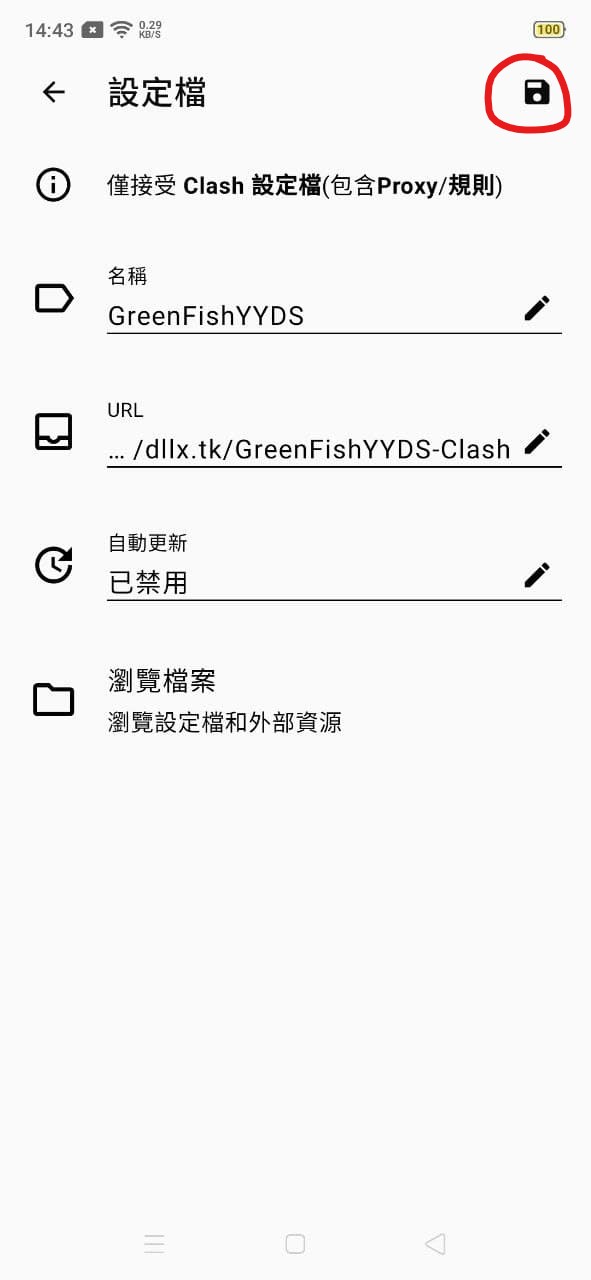 14:43 0.29 KB/S 100
設定檔
僅接受 Clash 設定檔(包含Proxy/規則)
名稱
GreenFishYYDS
URL
... /dllx.tk/GreenFishYYDS-Clash
自動更新
已禁用
瀏覽檔案
瀏覽設定檔和外部資源